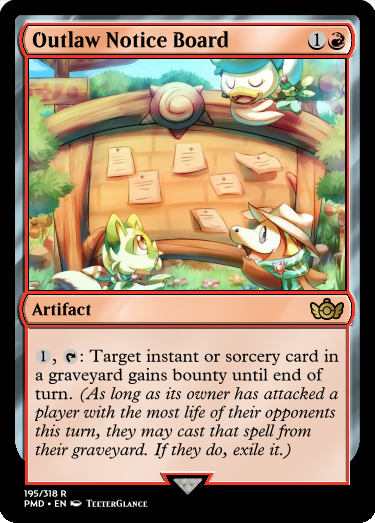 Outlaw Notice Board 1
Artifact
1, : Target instant or sorcery card in
a graveyard gains bounty until end of
turn. (As long as its owner has attacked a
player with the most life of their opponents
this turn, they may cast that spell from
their graveyard. If they do, exile it.)
195/318 R
PMD • EN TEETERGLANCE